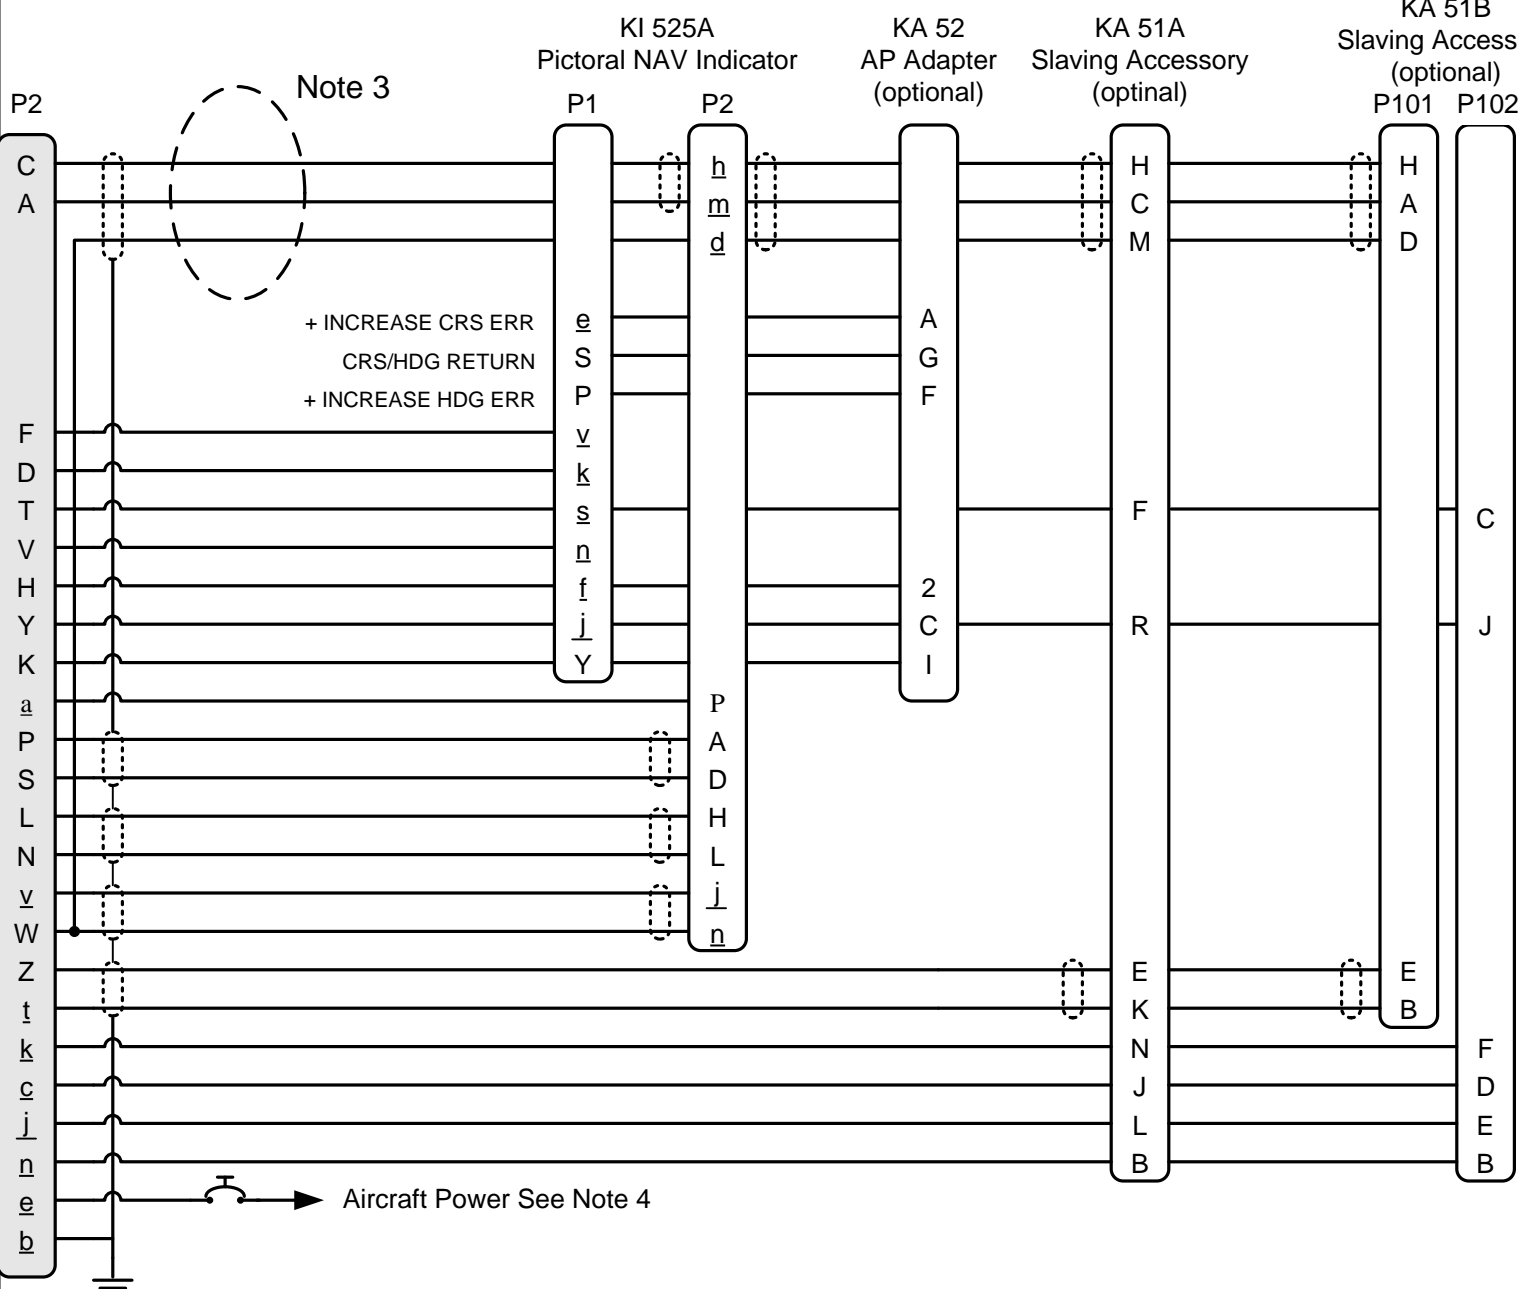 KA 51B
KI 525A KA 52 KA 51A Slaving Access
Pictoral NAV Indicator AP Adapter Slaving Accessory (optional)
Note 3 (optional) (optinal)
P2 P1 P2 P101 P102
C h H H
A m C A
d M D
+ INCREASE CRS ERR e A
CRS/HDG RETURN S G
+ INCREASE HDG ERR P F
F v
D k
T s F C
V n
H f 2
Y j C R J
K Y I
a P
P A
S D
L H
N L
v j
W n
Z E E
t K B
k N F
c J D
j L E
n B B
e Aircraft Power See Note 4
b